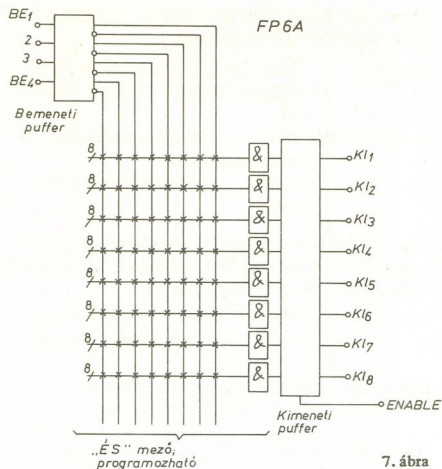 FP6A
BE1
2
3
BE4
Bemeneti
puffer
8 & KI1
8 & KI2
8 & KI3
8 & KI4
8 & KI5
8 & KI6
8 & KI7
8 & KI8
ENABLE
Kimeneti
puffer
„ÉS" mező,
programozható
7. ábra